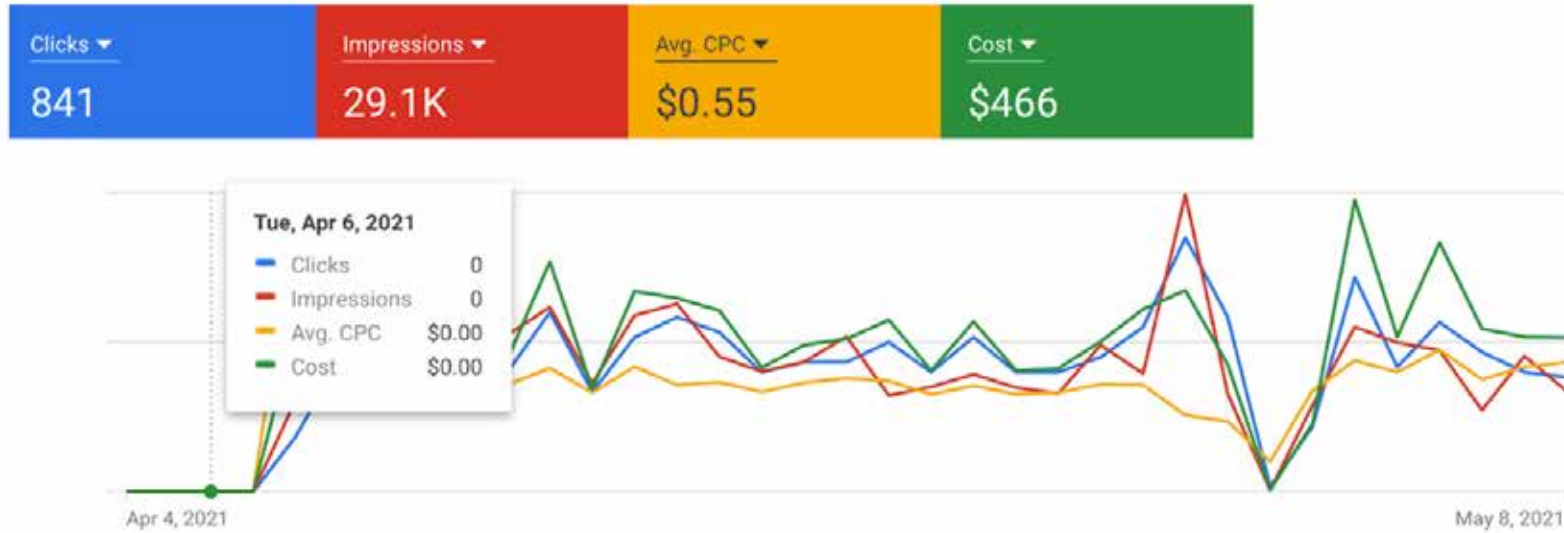 Clicks Impressions Avg. CPC Cost
841 29.1K $0.55 $466
Tue, Apr 6, 2021
Clicks 0
Impressions 0
Avg. CPC $0.00
Cost $0.00
Apr 4, 2021 May 8, 2021